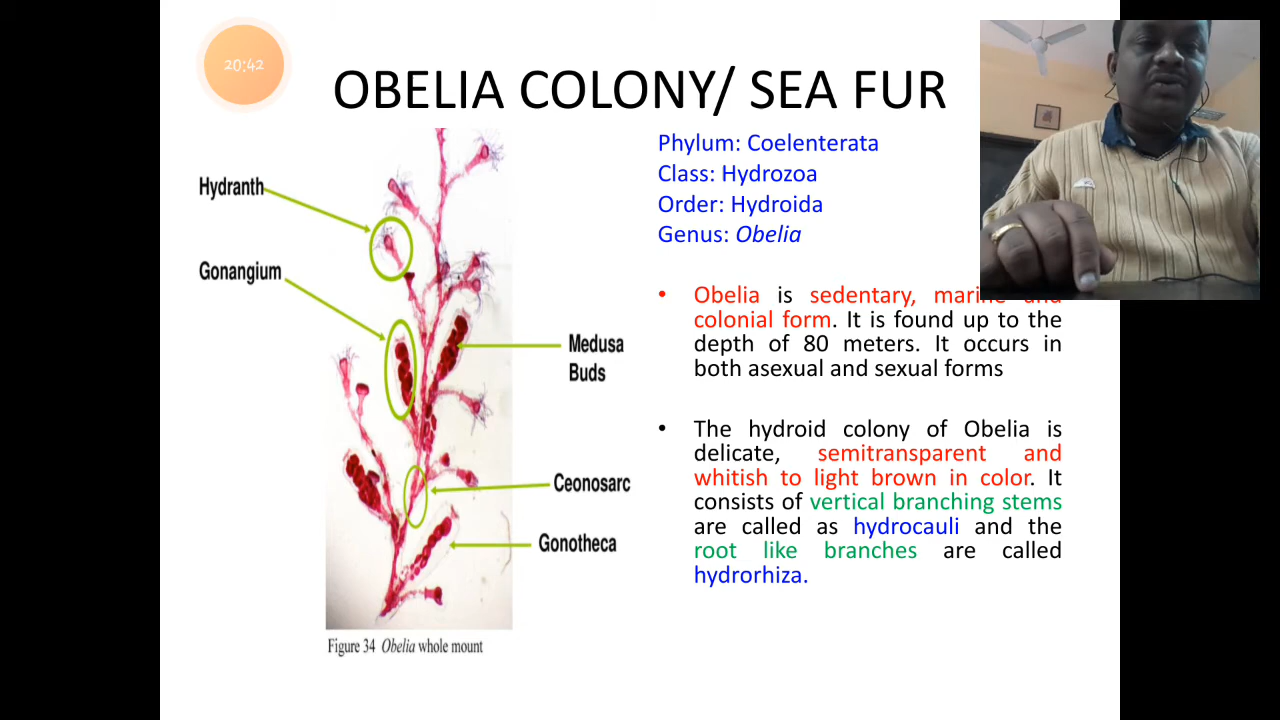 20:42
OBELIA COLONY/ SEA FUR
Hydranth
Gonangium
Medusa
Buds
Ceonosarc
Gonotheca
Figure 34 Obelia whole mount
Phylum: Coelenterata
Class: Hydrozoa
Order: Hydroida
Genus: Obelia
• Obelia is sedentary, marine and
colonial form. It is found up to the
depth of 80 meters. It occurs in
both asexual and sexual forms
• The hydroid colony of Obelia is
delicate, semitransparent and
whitish to light brown in color. It
consists of vertical branching stems
are called as hydrocauli and the
root like branches are called
hydrorhiza.